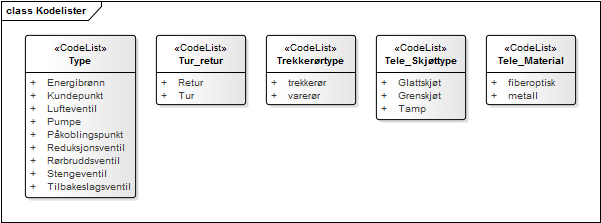 class Kodelister
«CodeList»
Type
+ Energibrønn
+ Kundepunkt
+ Lufteventil
+ Pumpe
+ Påkoblingspunkt
+ Reduksjonsventil
+ Rørbruddsventil
+ Stengeventil
+ Tilbakeslagsventil
«CodeList»
Tur_retur
+ Retur
+ Tur
«CodeList»
Trekkerørtype
+ trekkerør
+ varerør
«CodeList»
Tele_Skjøttype
+ Glattskjøt
+ Grenskjøt
+ Tamp
«CodeList»
Tele_Material
+ fiberoptisk
+ metall